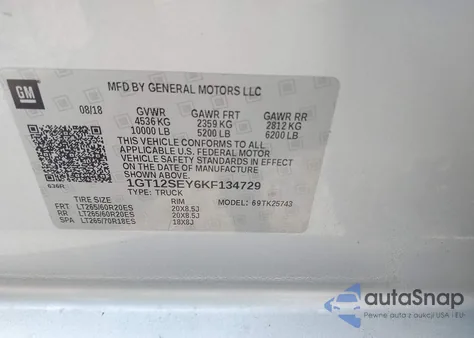 GM
MFD BY GENERAL MOTORS LLC
08/18 GVWR GAWR FRT GAWR RR
4536 KG 2359 KG 2812 KG
10000 LB 5200 LB 6200 LB
THIS VEHICLE CONFORMS TO ALL APPLICABLE U.S.
FEDERAL MOTOR VEHICLE SAFETY STANDARDS IN EFFECT
ON THE DATE OF MANUFACTURE SHOWN ABOVE.
1GT12SEY6KF134729
636R
TYPE: TRUCK
TIRE SIZE RIM MODEL: 69TK25743
FRT LT265/60R20ES 20X8.5J
RR LT265/60R20ES 20X8.5J
SPA LT265/70R18ES 18X8J
autoSnap
Pewne auta z aukcji USA i EU